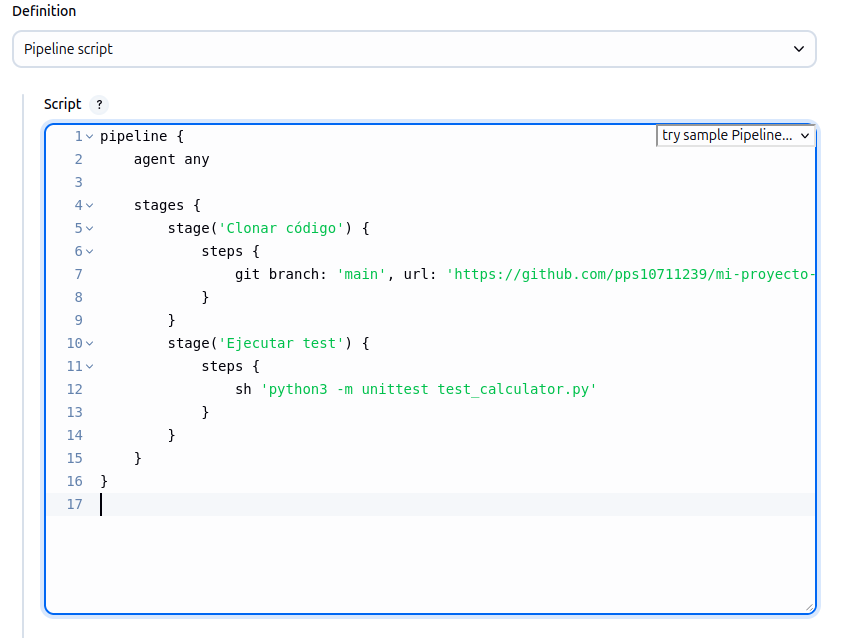 Definition
Pipeline script
Script ?
try sample Pipeline...
1 pipeline {
2     agent any
3
4     stages {
5         stage('Clonar código') {
6             steps {
7                 git branch: 'main', url: 'https://github.com/pps10711239/mi-proyecto-
8             }
9         }
10         stage('Ejecutar test') {
11             steps {
12                 sh 'python3 -m unittest test_calculator.py'
13             }
14         }
15     }
16 }
17